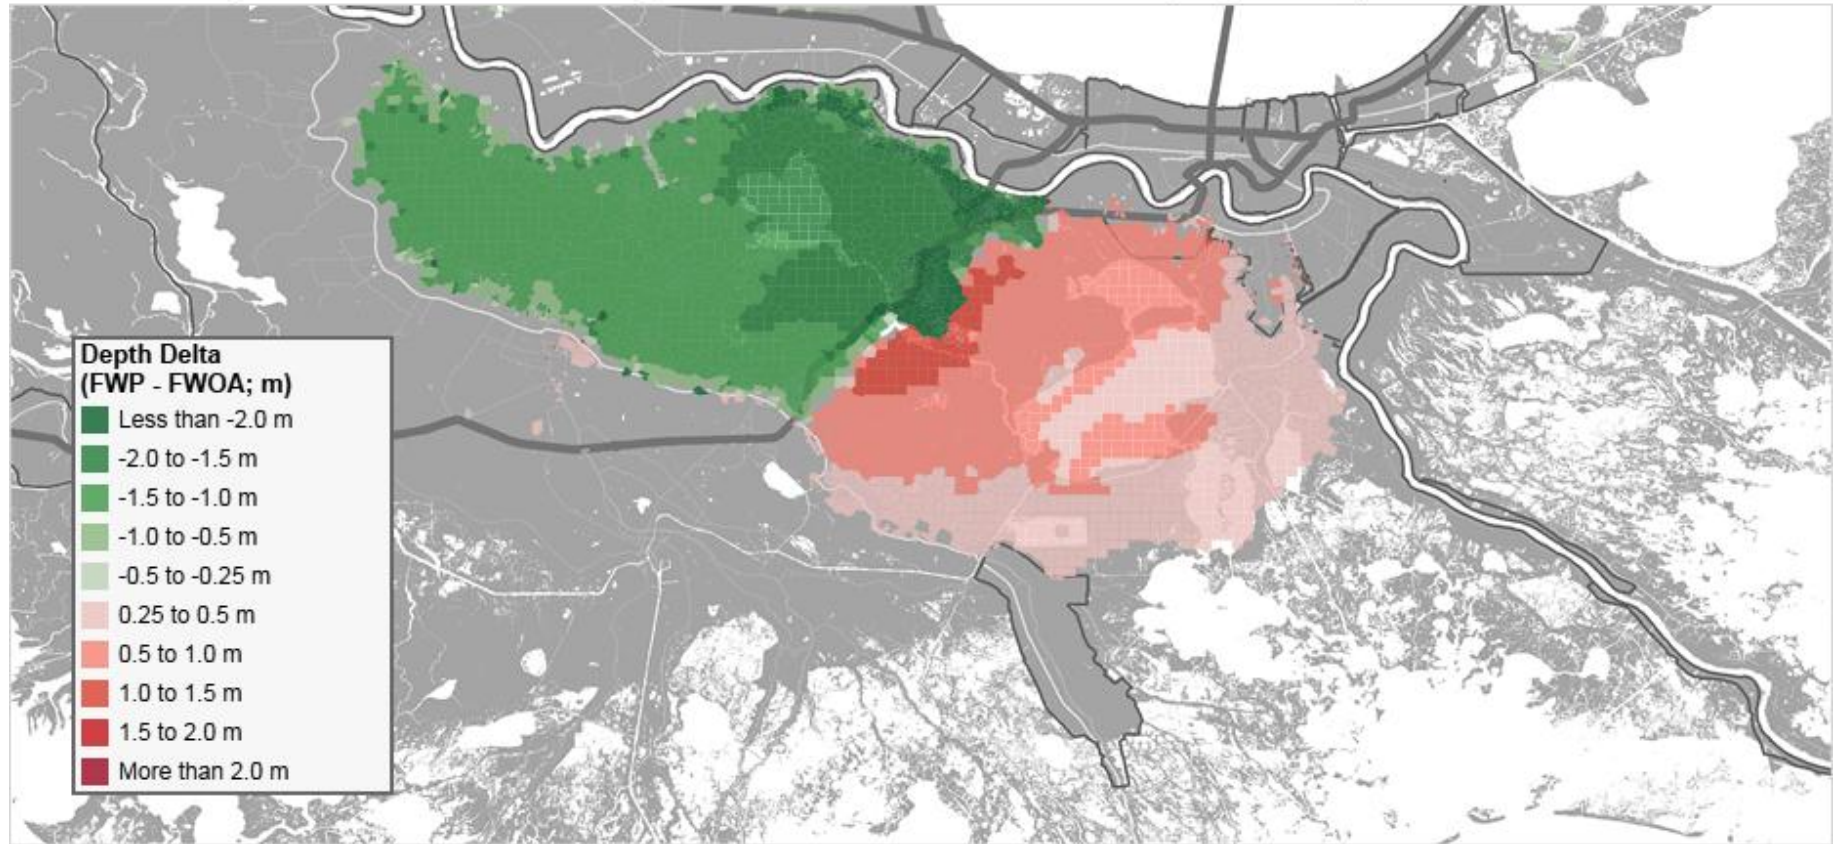 Depth Delta
(FWP - FWOA; m)
Less than -2.0 m
-2.0 to -1.5 m
-1.5 to -1.0 m
-1.0 to -0.5 m
-0.5 to -0.25 m
0.25 to 0.5 m
0.5 to 1.0 m
1.0 to 1.5 m
1.5 to 2.0 m
More than 2.0 m